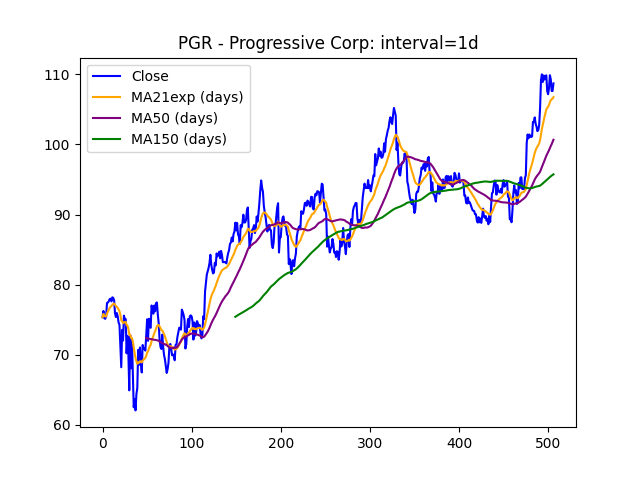 PGR - Progressive Corp: interval=1d
Close
MA21exp (days)
MA50 (days)
MA150 (days)
110
100
90
80
70
60
0 100 200 300 400 500